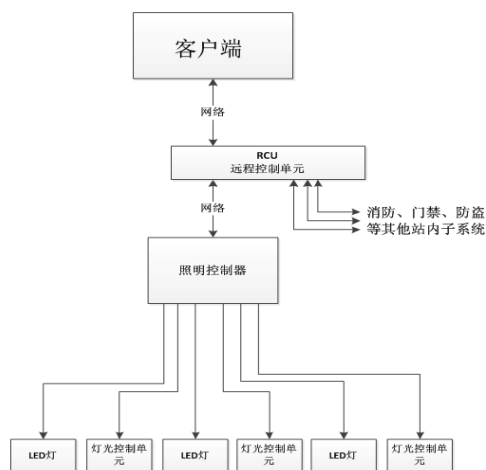 客户端
网络
RCU
远程控制单元
网络
消防、门禁、防盗
等其他站内子系统
照明控制器
LED灯
灯光控制单
元
LED灯
灯光控制单
元
LED灯
灯光控制单
元